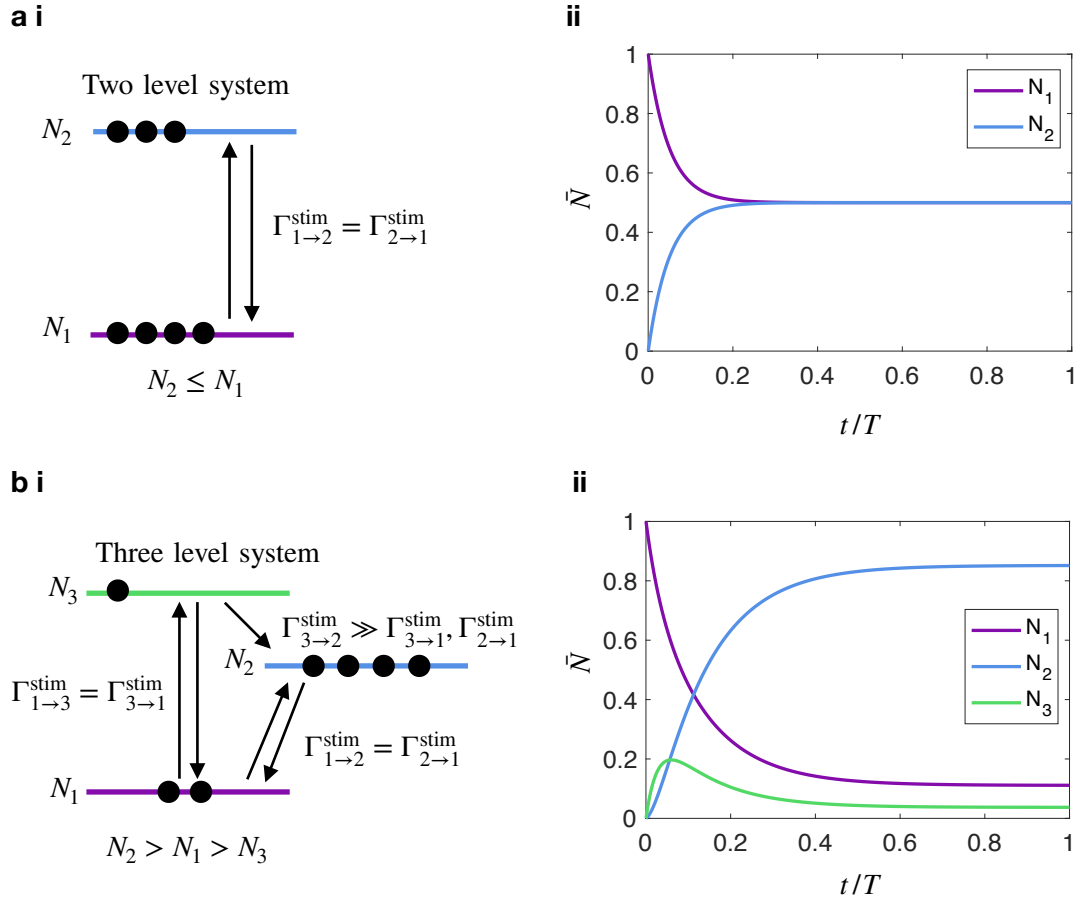 a i
Two level system
N₂
Γ^stim_1→2 = Γ^stim_2→1
N₁
N₂ ≤ N₁
ii
1
0.8
0.6
0.4
0.2
0
N̄
N₁
N₂
0 0.2 0.4 0.6 0.8 1
t/T
b i
Three level system
N₃
Γ^stim_3→2 ≫ Γ^stim_3→1, Γ^stim_2→1
N₂
Γ^stim_1→3 = Γ^stim_3→1
Γ^stim_1→2 = Γ^stim_2→1
N₁
N₂ > N₁ > N₃
ii
1
0.8
0.6
0.4
0.2
0
N̄
N₁
N₂
N₃
0 0.2 0.4 0.6 0.8 1
t/T